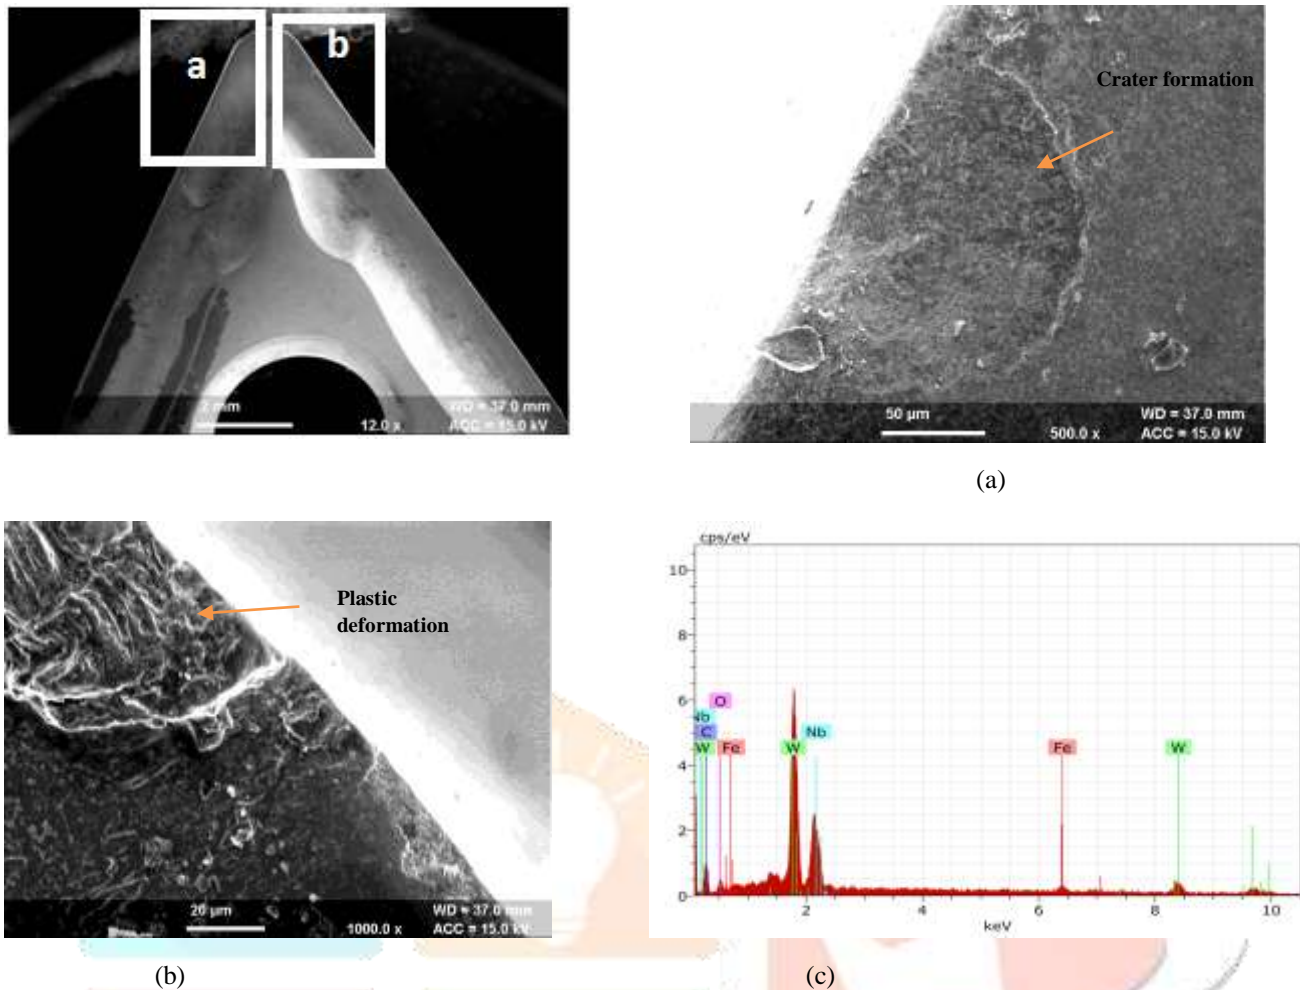 a
b
2 mm
12.0 x
WD = 37.0 mm
ACC = 15.0 kV
Crater formation
50 µm
500.0 x
WD = 37.0 mm
ACC = 15.0 kV
(a)
Plastic
deformation
20 µm
1000.0 x
WD = 37.0 mm
ACC = 15.0 kV
(b)
cps/eV
10
8
6
4
2
0
O
Nb
C
W
Fe
W
Nb
Fe
W
2
4
6
8
10
keV
(c)